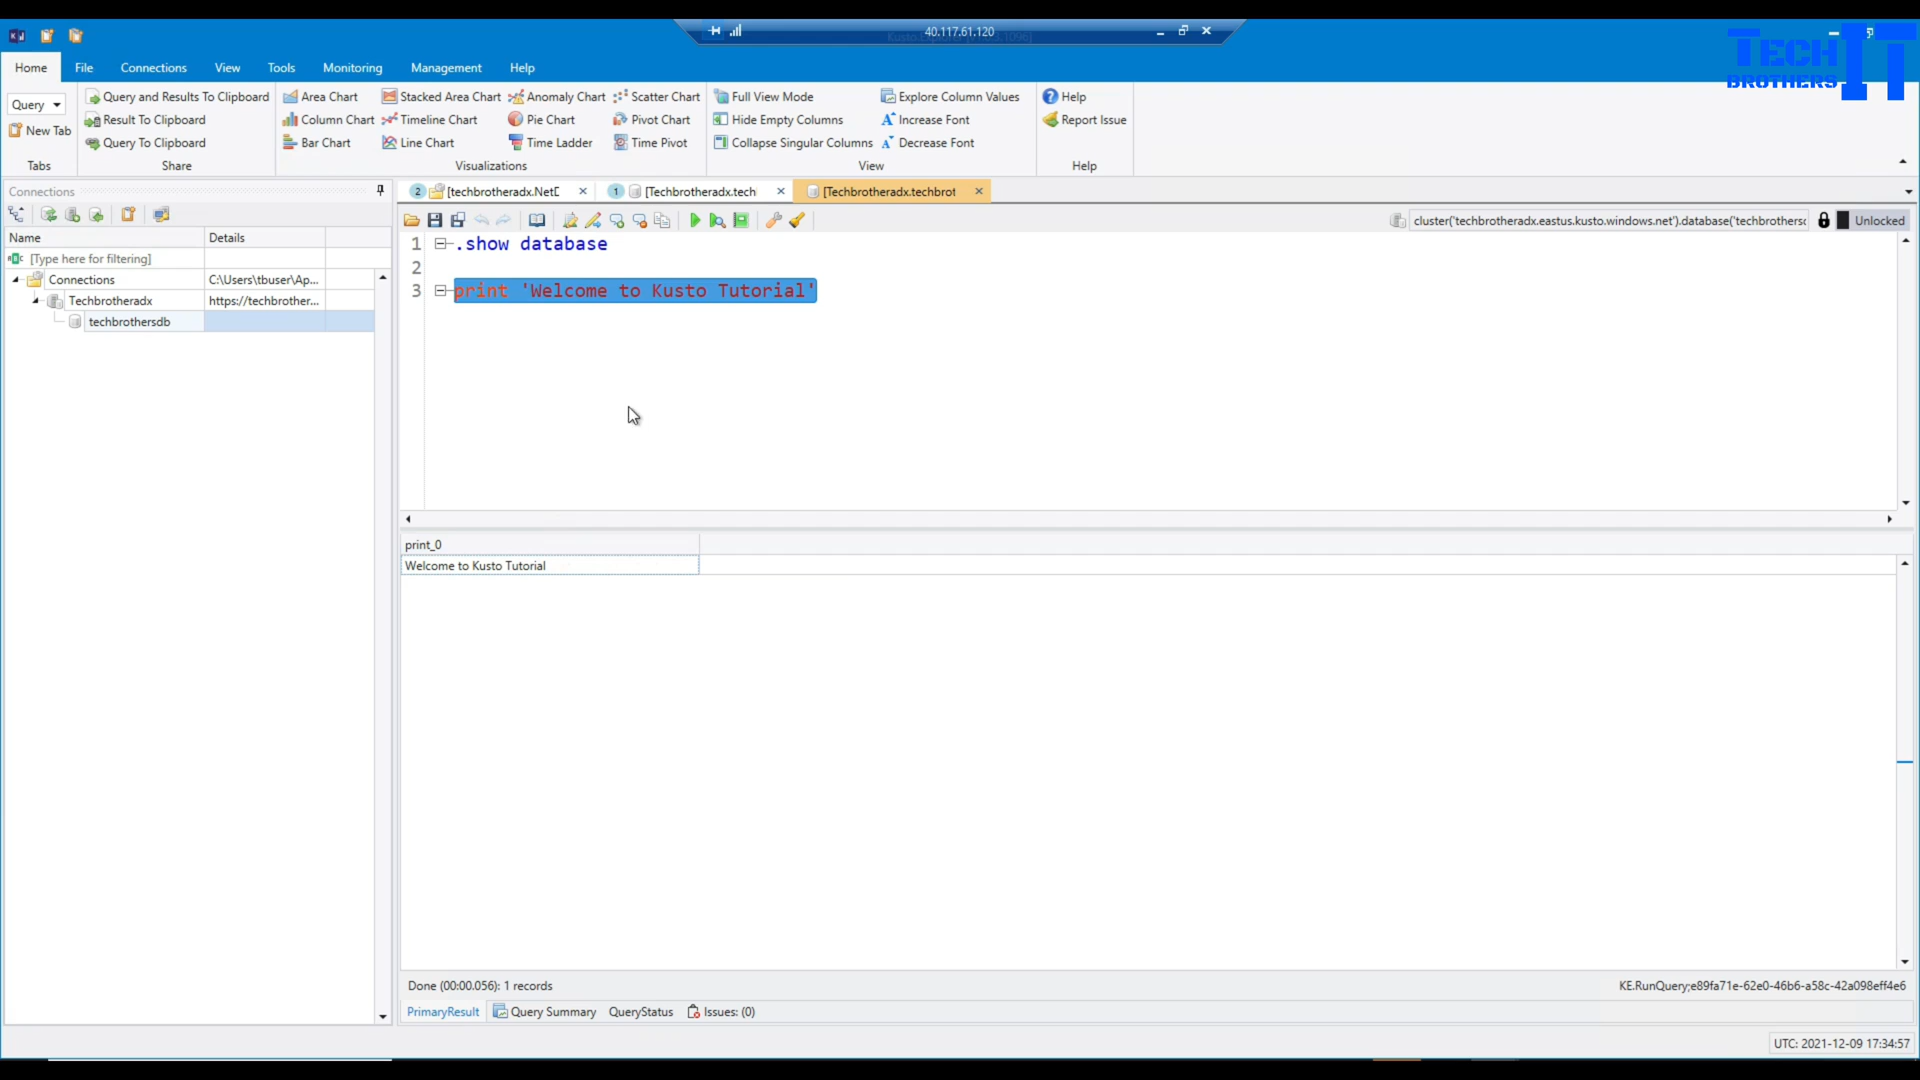 40.117.61.120
TECH
BROTHERS
IT
Home File Connections View Tools Monitoring Management Help
Query
New Tab
Tabs
Query and Results To Clipboard
Result To Clipboard
Query To Clipboard
Share
Area Chart Stacked Area Chart Anomaly Chart Scatter Chart
Column Chart Timeline Chart Pie Chart Pivot Chart
Bar Chart Line Chart Time Ladder Time Pivot
Visualizations
Full View Mode Explore Column Values
Hide Empty Columns Increase Font
Collapse Singular Columns Decrease Font
View
Help
Report Issue
Help
Connections
Name Details
[Type here for filtering]
Connections C:\Users\tbuser\Ap...
Techbrotheradx https://techbrother...
techbrothersdb
2 [techbrotheradx.Net
1 [Techbrotheradx.tech
[Techbrotheradx.techbrot
cluster('techbrotheradx.eastus.kusto.windows.net').database('techbrothers
Unlocked
1 .show database
2
3 print 'Welcome to Kusto Tutorial'
print_0
Welcome to Kusto Tutorial
Done (00:00.056): 1 records
KE.RunQuery;e89fa71e-62e0-46b6-a58c-42a098eff4e6
PrimaryResult Query Summary QueryStatus Issues: (0)
UTC: 2021-12-09 17:34:57